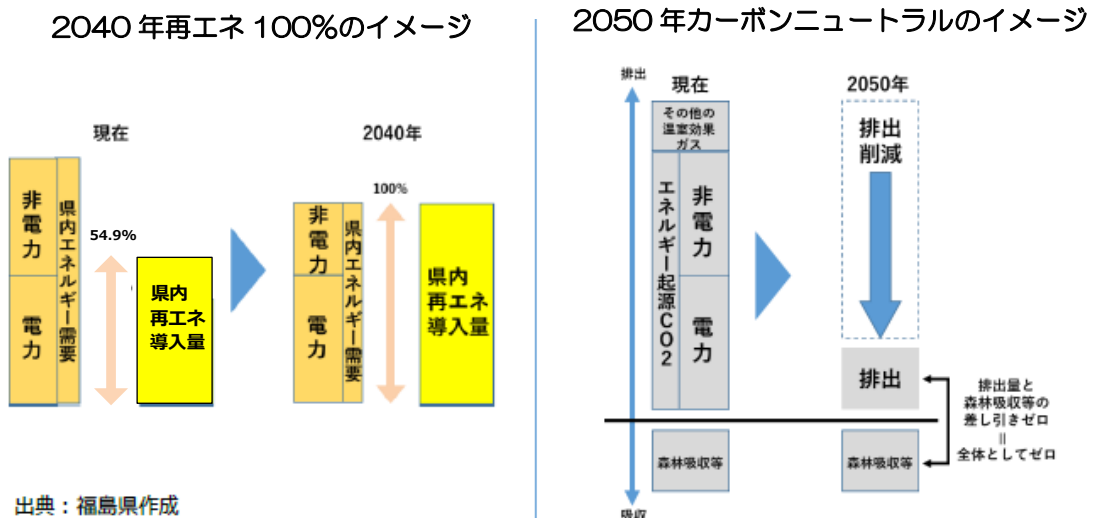 2040年再エネ100%のイメージ
現在
2040年
非電力
電力
県内エネルギー需要
54.9%
県内
再エネ
導入量
非電力
電力
県内エネルギー需要
100%
県内
再エネ
導入量
出典：福島県作成
2050年カーボンニュートラルのイメージ
排出
現在
2050年
その他の
温室効果
ガス
エネルギー起源CO2
非電力
電力
森林吸収等
排出
削減
排出
森林吸収等
排出量と
森林吸収等の
差し引きゼロ
＝
全体としてゼロ
吸収